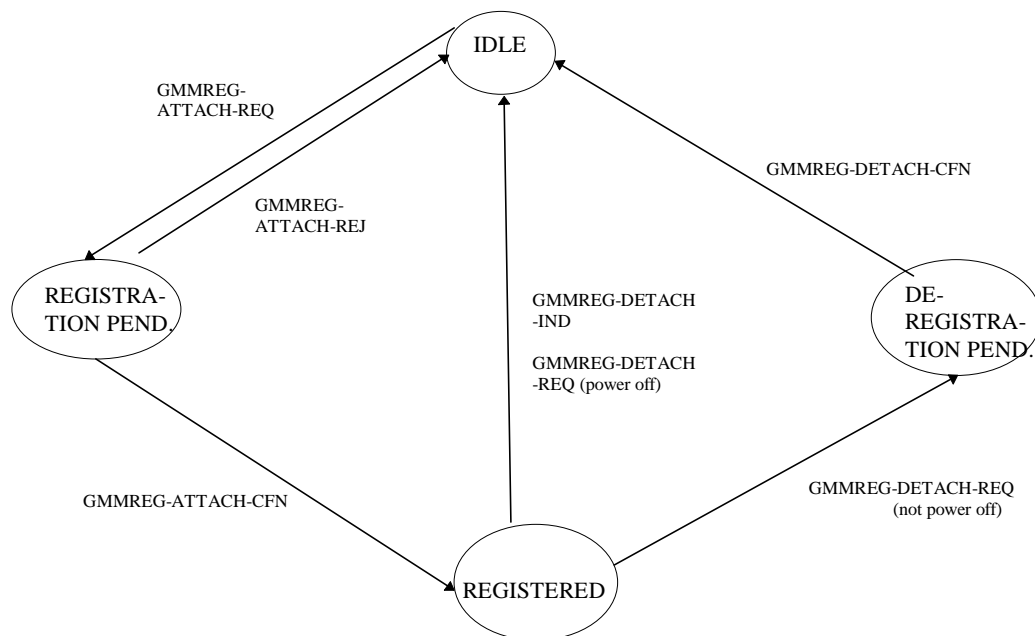 IDLE
GMMREG-
ATTACH-REQ
GMMREG-DETACH-CFN
GMMREG-
ATTACH-REJ
REGISTRA-
TION PEND.
GMMREG-DETACH
-IND
GMMREG-DETACH
-REQ (power off)
DE-
REGISTRA-
TION PEND.
GMMREG-ATTACH-CFN
GMMREG-DETACH-REQ
(not power off)
REGISTERED